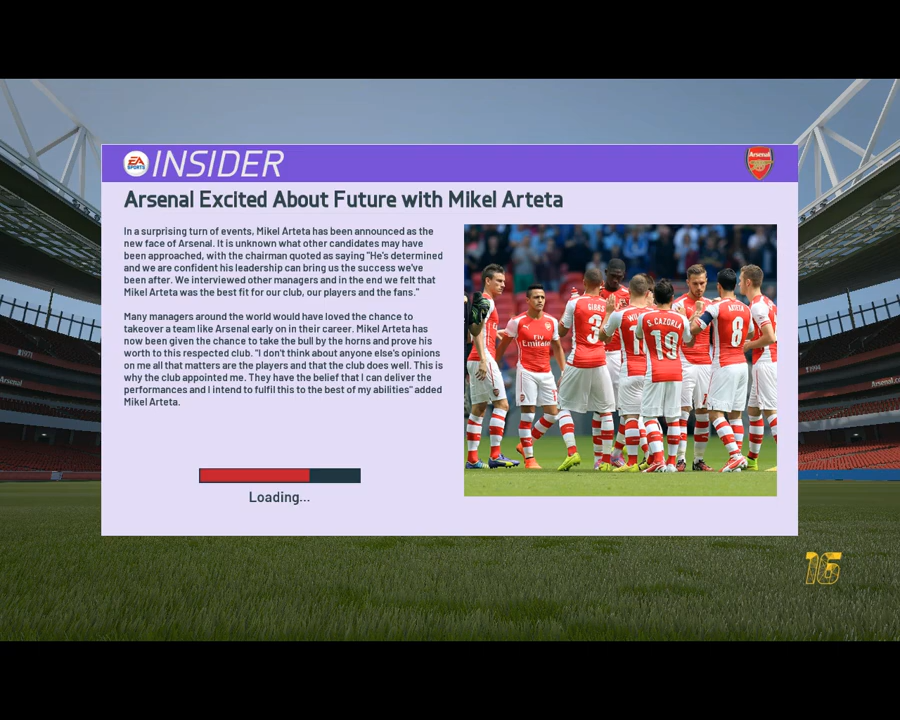 EA
SPORTS
INSIDER
Arsenal
Arsenal Excited About Future with Mikel Arteta
In a surprising turn of events, Mikel Arteta has been announced as the
new face of Arsenal. It is unknown what other candidates may have
been approached, with the chairman quoted as saying "He's determined
and we are confident his leadership can bring us the success we've
been after. We interviewed other managers and in the end we felt that
Mikel Arteta was the best fit for our club, our players and the fans."
Many managers around the world would have loved the chance to
takeover a team like Arsenal early on in their career. Mikel Arteta has
now been given the chance to take the bull by the horns and prove his
worth to this respected club. "I don't think about anyone else's opinions
on me all that matters are the players and that the club does well. This is
why the club appointed me. They have the belief that I can deliver the
performances and I intend to fulfil this to the best of my abilities" added
Mikel Arteta.
Loading...
Fly
Emirates
GIBBS
3
S. CAZORLA
19
ARTETA
8
Arsenal
16